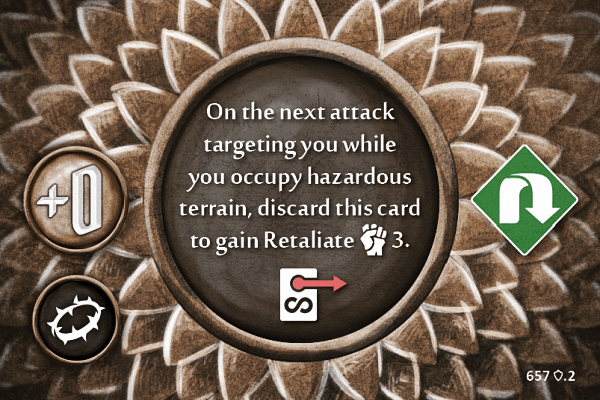 On the next attack
targeting you while
you occupy hazardous
terrain, discard this card
to gain Retaliate 3.
+0
657 .2